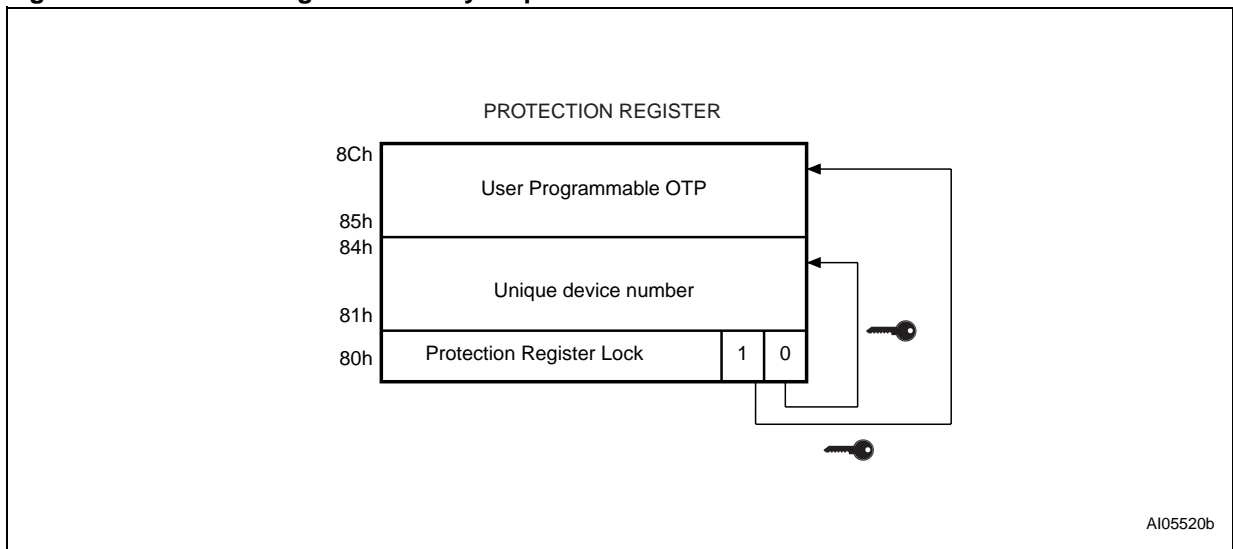 PROTECTION REGISTER
8Ch
User Programmable OTP
85h
84h
Unique device number
81h
80h Protection Register Lock 1 0
AI05520b